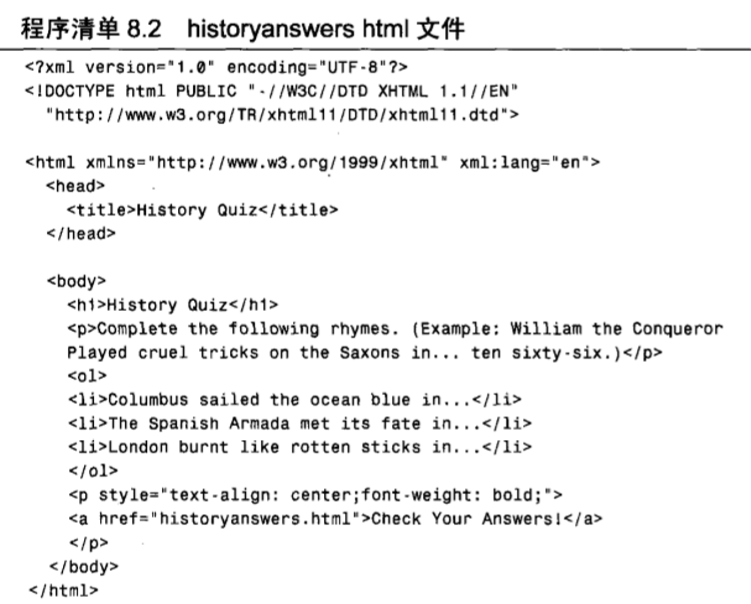 程序清单 8.2 historyanswers html 文件
<?xml version="1.0" encoding="UTF-8"?>
<!DOCTYPE html PUBLIC "-//W3C//DTD XHTML 1.1//EN"
"http://www.w3.org/TR/xhtml11/DTD/xhtml11.dtd">
<html xmlns="http://www.w3.org/1999/xhtml" xml:lang="en">
<head>
<title>History Quiz</title>
</head>
<body>
<h1>History Quiz</h1>
<p>Complete the following rhymes. (Example: William the Conqueror
Played cruel tricks on the Saxons in... ten sixty-six.)</p>
<ol>
<li>Columbus sailed the ocean blue in...</li>
<li>The Spanish Armada met its fate in...</li>
<li>London burnt like rotten sticks in...</li>
</ol>
<p style="text-align: center;font-weight: bold;">
<a href="historyanswers.html">Check Your Answers!</a>
</p>
</body>
</html>